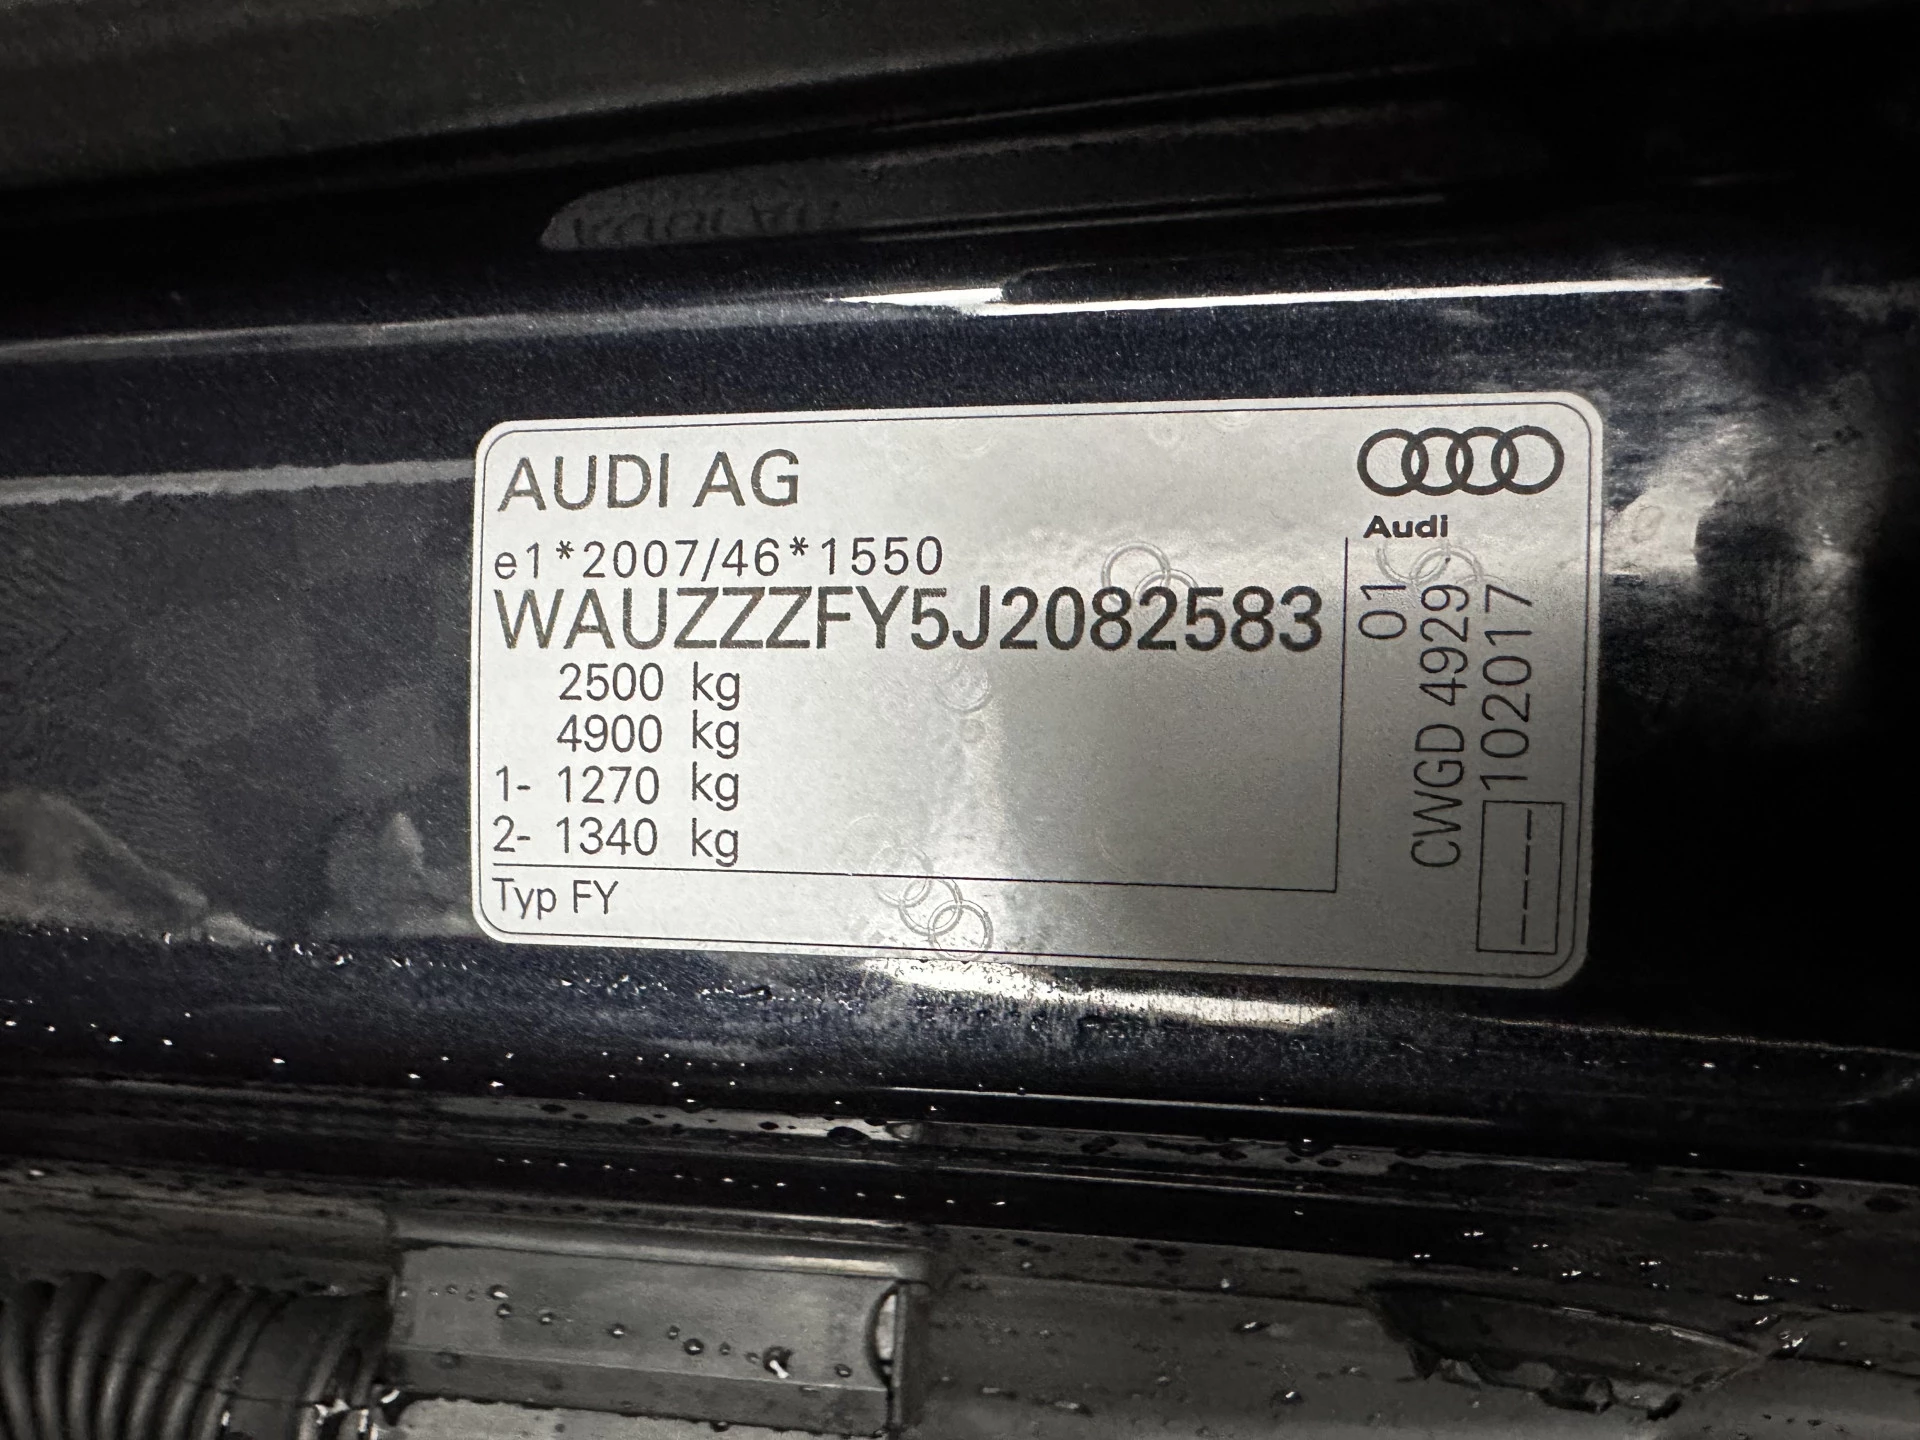 AUDI AG
Audi
e1*2007/46*1550
WAUZZZFY5J2082583
2500 kg
4900 kg
1- 1270 kg
2- 1340 kg
Typ FY
01
CWGD 4929 -
102017
----